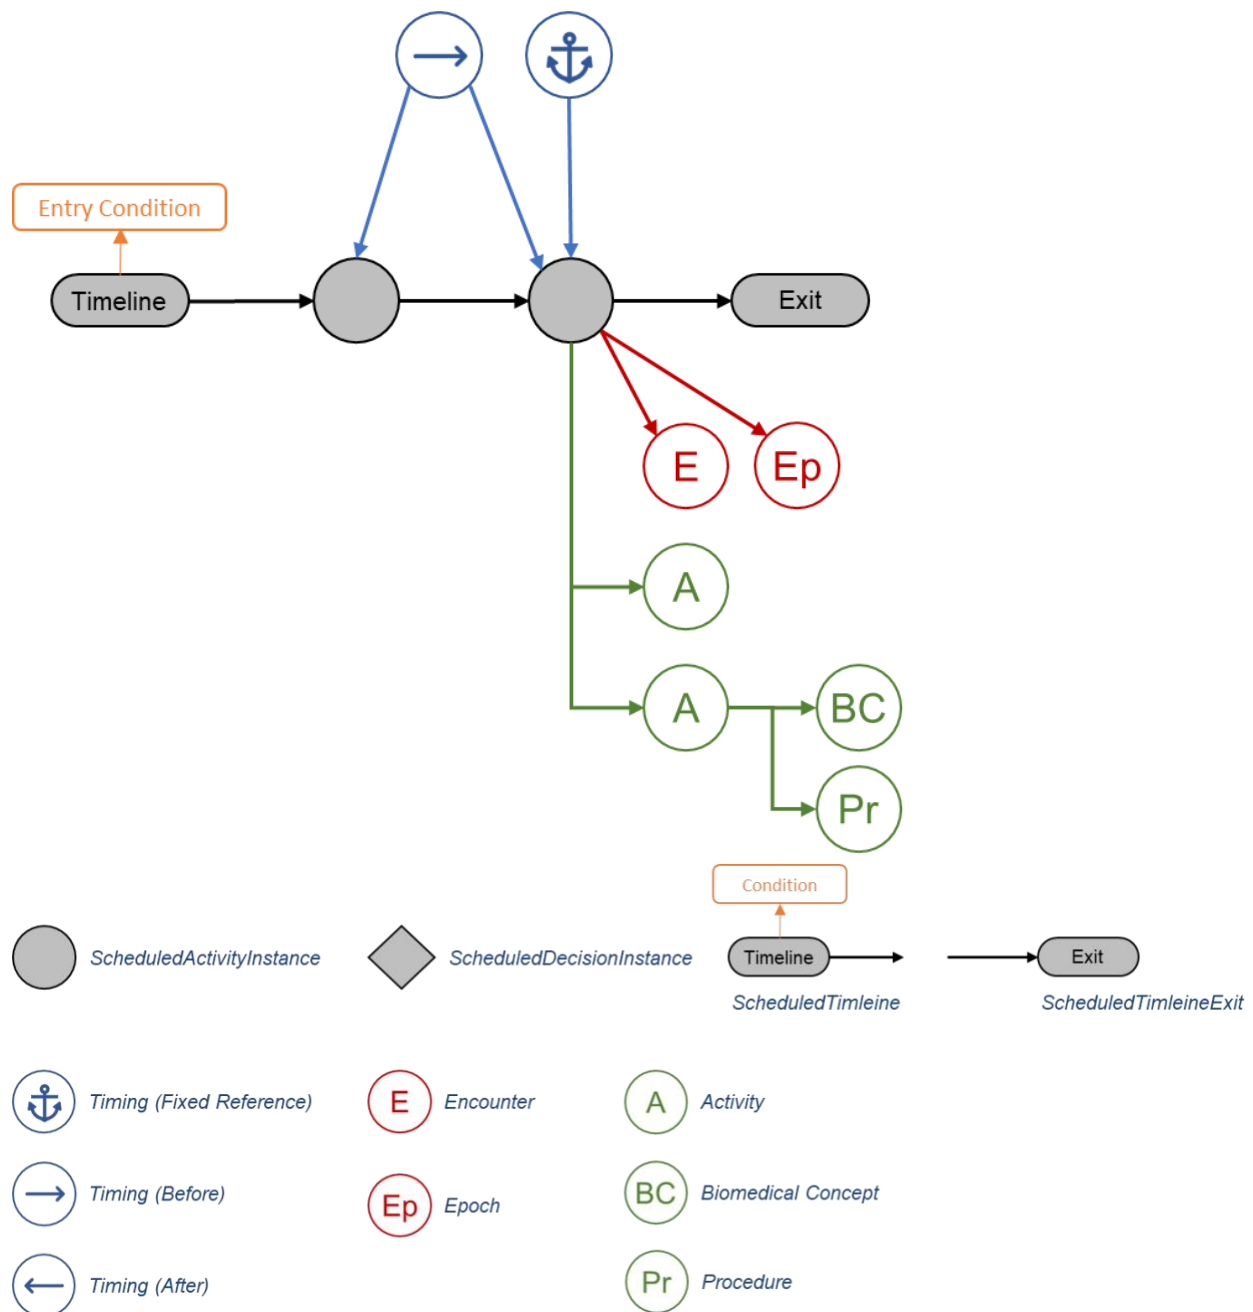 Entry Condition
Timeline
Exit
E
Ep
A
A
BC
Pr
Condition
ScheduledActivityInstance
ScheduledDecisionInstance
Timeline
Exit
ScheduledTimleine
ScheduledTimleineExit
Timing (Fixed Reference)
E
Encounter
A
Activity
Timing (Before)
Ep
Epoch
BC
Biomedical Concept
Timing (After)
Pr
Procedure